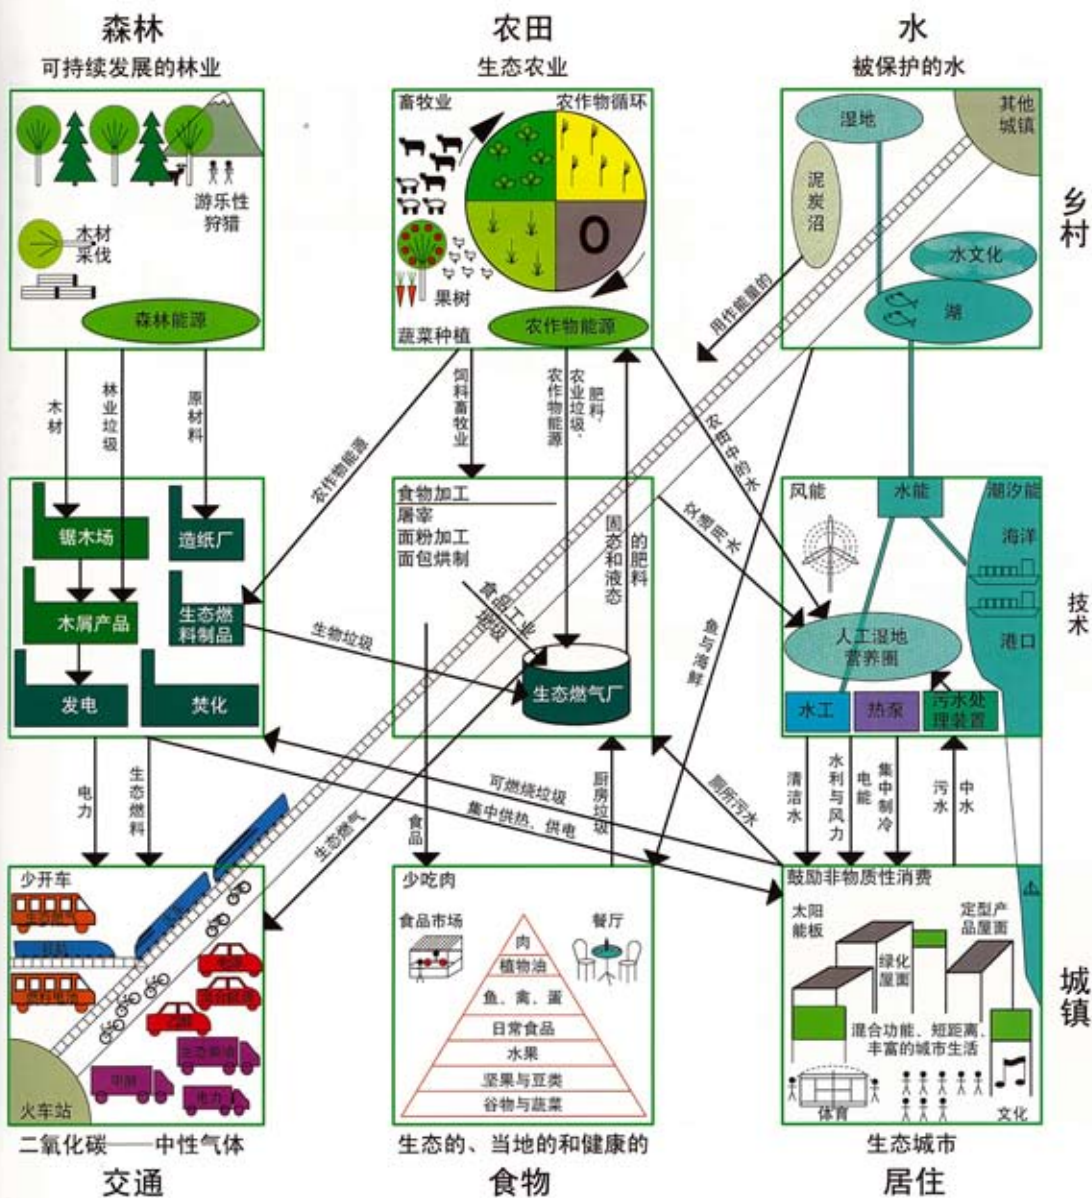 森林
可持续发展的林业
农田
生态农业
水
被保护的水
游乐性
狩猎
木材
采伐
森林能源
畜牧业
农作物循环
果树
蔬菜种植
农作物能源
湿地
其他
城镇
泥炭沼
水文化
湖
乡村
木材
林业垃圾
原材料
农作物能源
饲料畜牧业
农作物能源
农业垃圾、
肥料、
用作能量的
农田中的水
锯木场
造纸厂
木屑产品
生态燃
料制品
发电
焚化
生物垃圾
食物加工
屠宰
面粉加工
面包烘制
食品工业
垃圾
固态和液态
的肥料
生态燃气厂
交通用水
鱼与海鲜
风能
水能
潮汐能
海洋
港口
人工湿地
营养圈
水工
热泵
污水处
理装置
技术
电力
生态燃料
生态燃气
食品
可燃烧垃圾
集中供热、供电
厨房垃圾
厕所污水
清洁水
水利与风力
电能
集中制冷
污水
中水
少开车
生态燃气
电力
火车站
少吃肉
食品市场
餐厅
肉
植物油
鱼、禽、蛋
日常食品
水果
坚果与豆类
谷物与蔬菜
鼓励非物质性消费
太阳
能板
定型产
品屋面
绿化
屋面
混合功能、短距离、
丰富的城市生活
体育
文化
城镇
二氧化碳——中性气体
交通
生态的、当地的和健康的
食物
生态城市
居住